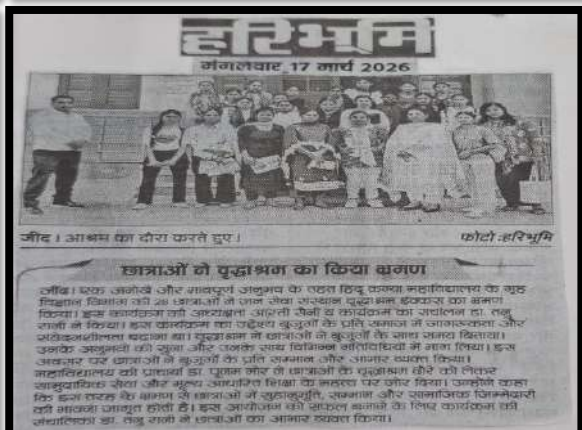 हरिभूमि
मंगलवार 17 मार्च 2026
जींद। आश्रम का दौरा करते हुए।
फोटो :हरिभूमि
छात्राओं ने वृद्धाश्रम का किया भ्रमण
जींद। एक अनोखे और भावपूर्ण अनुभव के तहत हिंदू कन्या महाविद्यालय के गृह
विज्ञान विभाग की 28 छात्राओं ने जन सेवा संस्थान वृद्धाश्रम ईक्कस का भ्रमण
किया। इस कार्यक्रम की अध्यक्षता आरती सैनी व कार्यक्रम का संचालन डा. तनु
रानी ने किया। इस कार्यक्रम का उद्देश्य बुजुर्गों के प्रति समाज में जागरूकता और
संवेदनशीलता बढ़ाना था। वृद्धाश्रम में छात्राओं ने बुजुर्गों के साथ समय बिताया।
उनके अनुभवों को सुना और उनके साथ विभिन्न गतिविधियों में भाग लिया। इस
अवसर पर छात्राओं ने बुजुर्गों के प्रति सम्मान और आभार व्यक्त किया।
महाविद्यालय की प्राचार्या डा. पूनम मोर ने छात्राओं के वृद्धाश्रम दौरे को लेकर
सामुदायिक सेवा और मूल्य आधारित शिक्षा के महत्व पर जोर दिया। उन्होंने कहा
कि इस तरह के भ्रमण से छात्राओं में सहानुभूति, सम्मान और सामाजिक जिम्मेदारी
की भावना जागृत होती है। इस आयोजन को सफल बनाने के लिए कार्यक्रम की
संचालिका डा. तनु रानी ने छात्राओं का आभार व्यक्त किया।